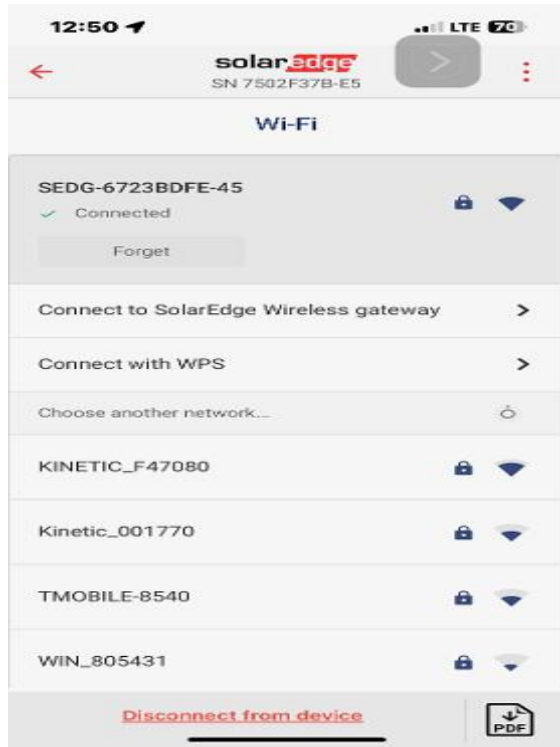 12:50
LTE 70
solaredge
SN 7502F37B-E5
Wi-Fi
SEDG-6723BDFE-45
Connected
Forget
Connect to SolarEdge Wireless gateway
Connect with WPS
Choose another network...
KINETIC_F47080
Kinetic_001770
TMOBILE-8540
WIN_805431
Disconnect from device
PDF